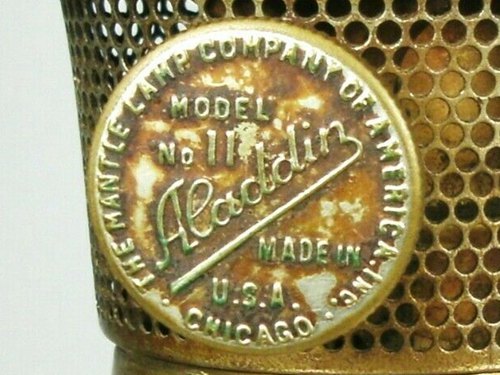 THE MANTLE LAMP COMPANY OF AMERICA. INC.
MODEL
No 11
Aladdin
MADE IN
U.S.A.
· CHICAGO ·